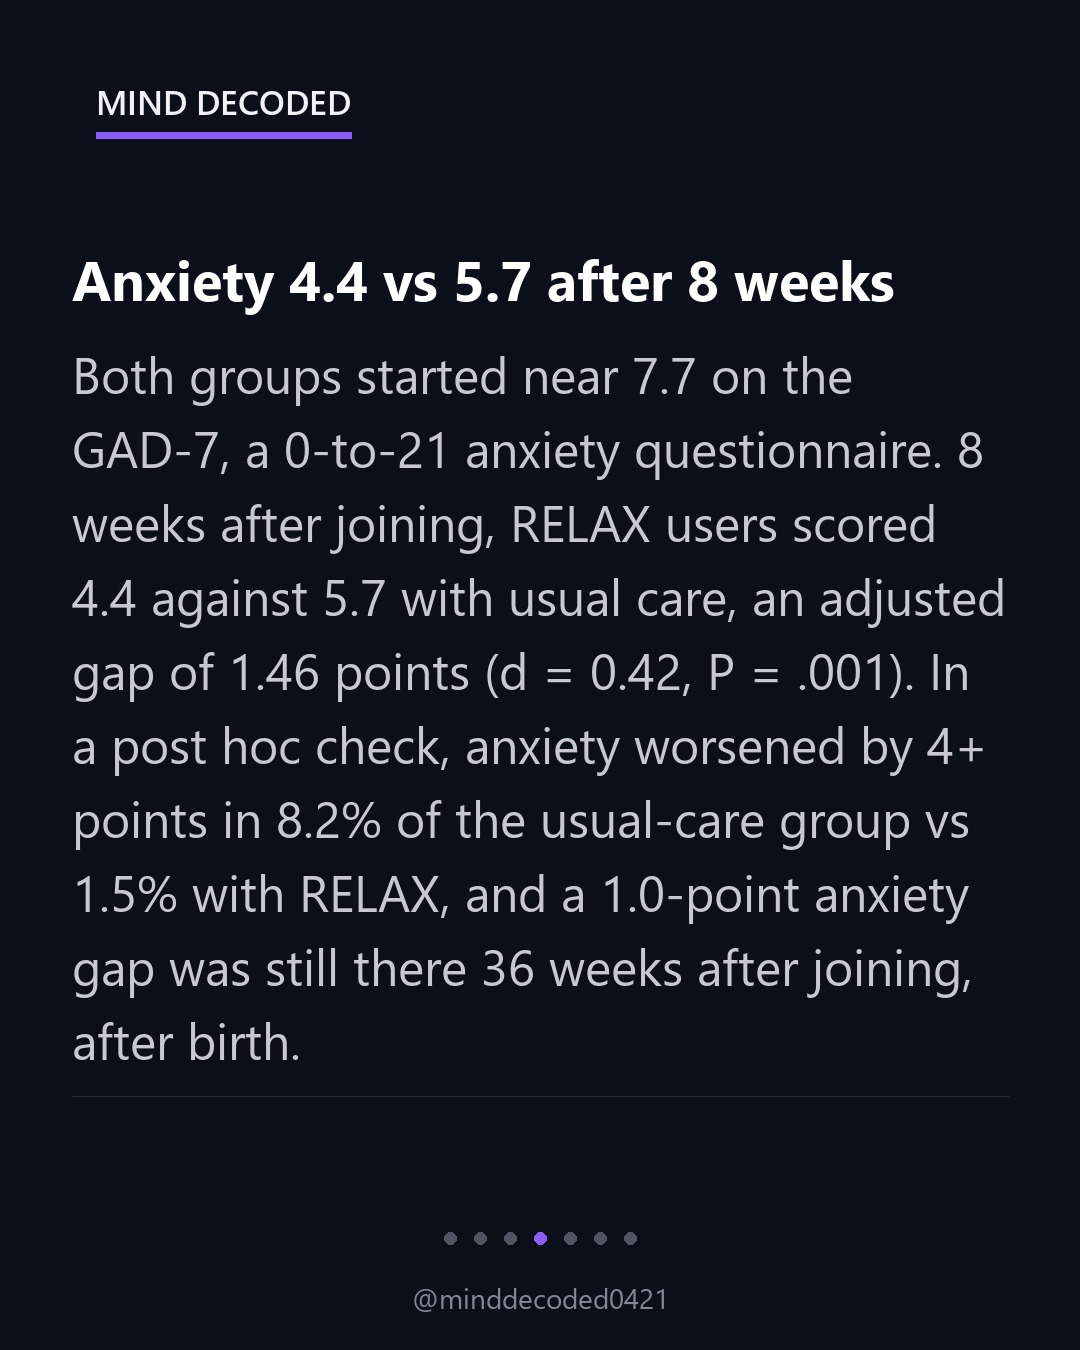 MIND DECODED
Anxiety 4.4 vs 5.7 after 8 weeks
Both groups started near 7.7 on the
GAD-7, a 0-to-21 anxiety questionnaire. 8
weeks after joining, RELAX users scored
4.4 against 5.7 with usual care, an adjusted
gap of 1.46 points (d = 0.42, P = .001). In
a post hoc check, anxiety worsened by 4+
points in 8.2% of the usual-care group vs
1.5% with RELAX, and a 1.0-point anxiety
gap was still there 36 weeks after joining,
after birth.
@minddecoded0421